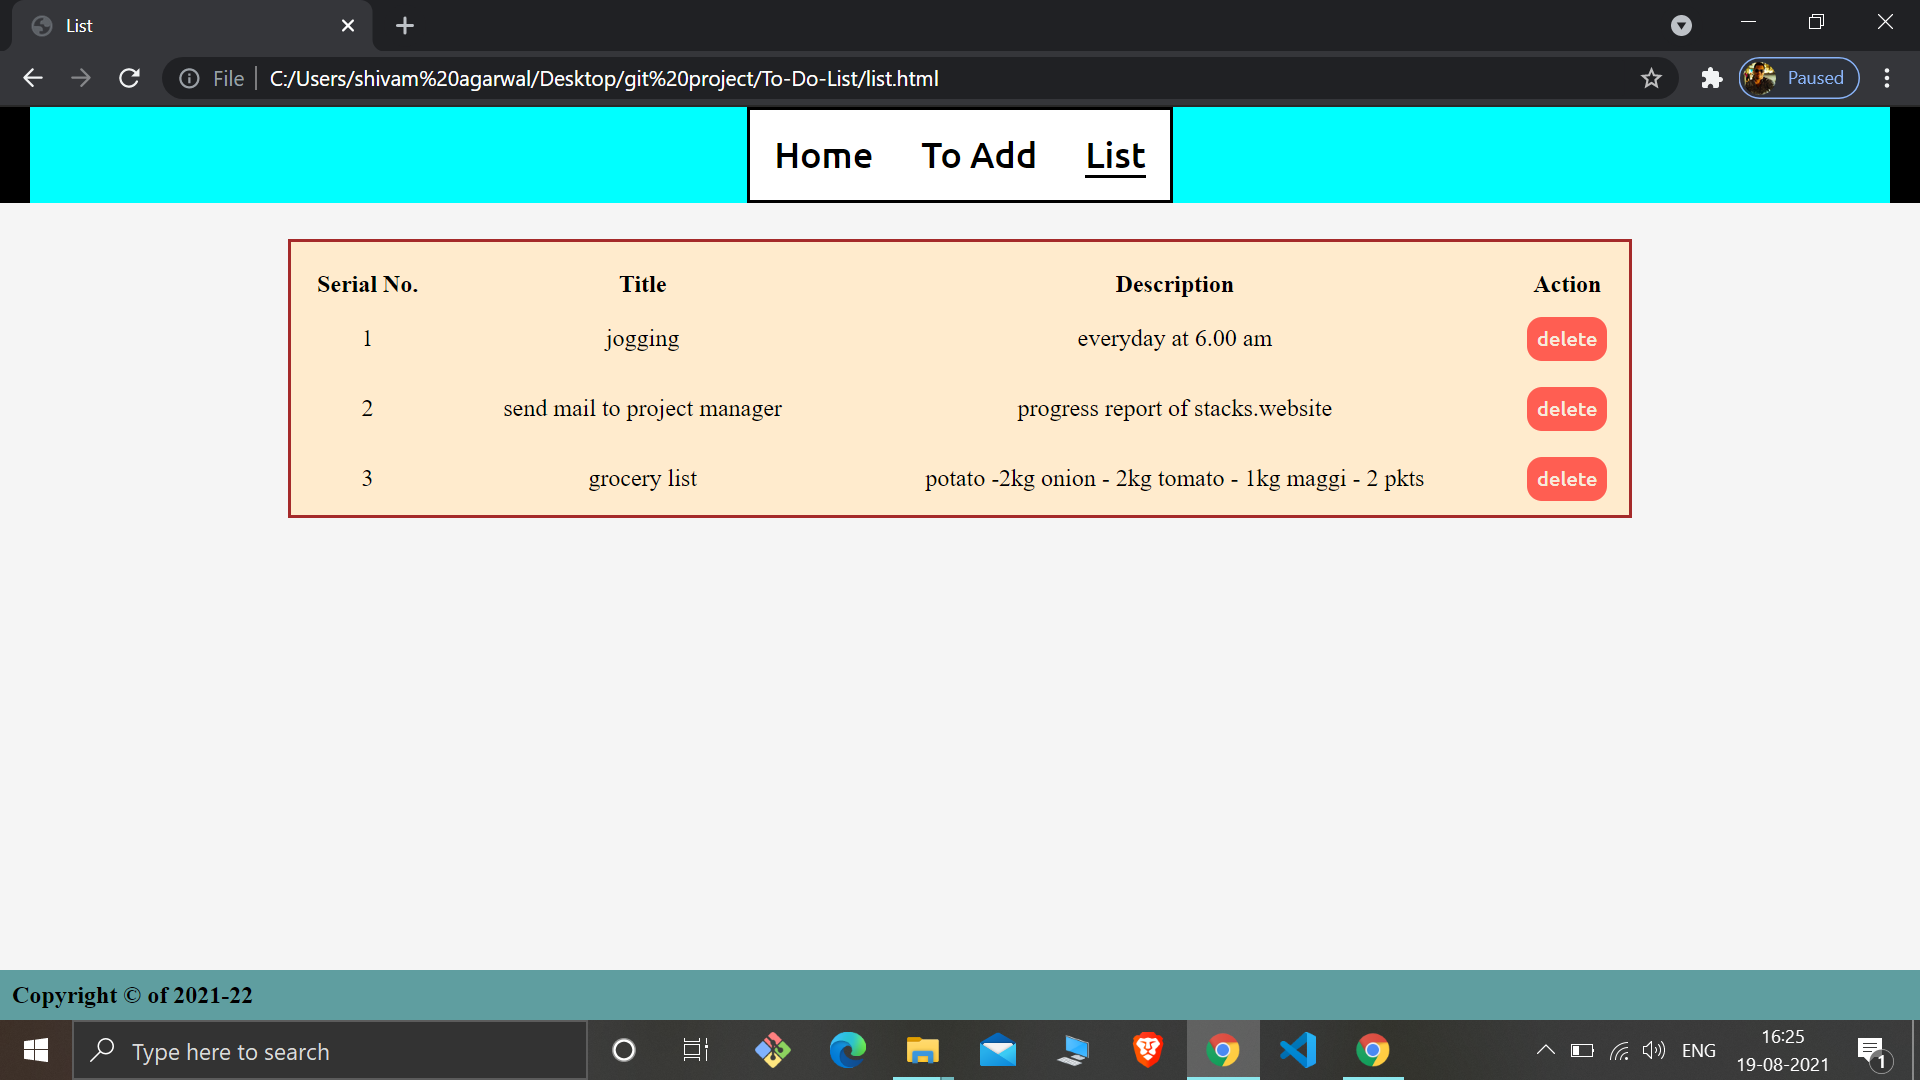 List
File C:/Users/shivam%20agarwal/Desktop/git%20project/To-Do-List/list.html
Paused
Home To Add List
Serial No. Title Description Action
1 jogging everyday at 6.00 am delete
2 send mail to project manager progress report of stacks.website delete
3 grocery list potato -2kg onion - 2kg tomato - 1kg maggi - 2 pkts delete
Copyright © of 2021-22
Type here to search
ENG
16:25
19-08-2021
1